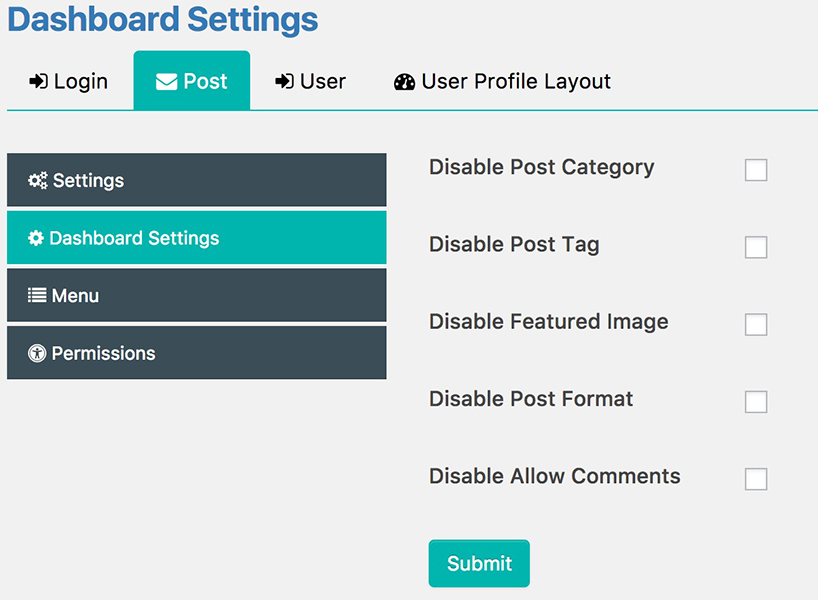 Dashboard Settings
Login Post User User Profile Layout
Settings
Dashboard Settings
Menu
Permissions
Disable Post Category
Disable Post Tag
Disable Featured Image
Disable Post Format
Disable Allow Comments
Submit